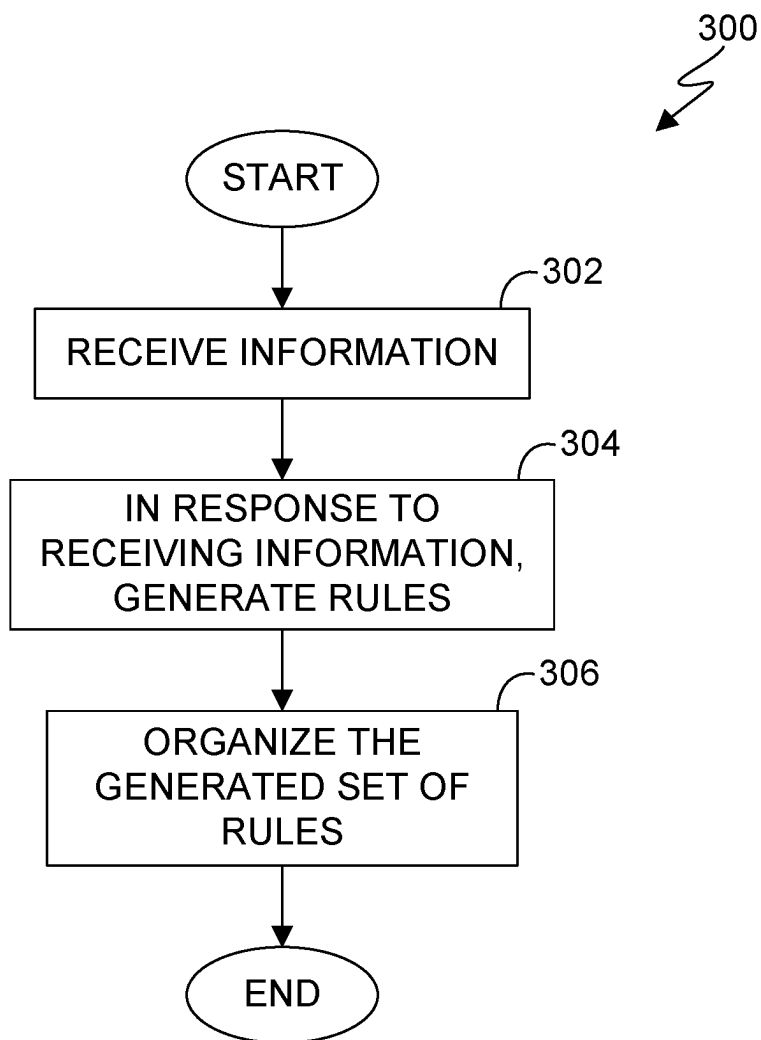 300
START
302
RECEIVE INFORMATION
304
IN RESPONSE TO
RECEIVING INFORMATION,
GENERATE RULES
306
ORGANIZE THE
GENERATED SET OF
RULES
END